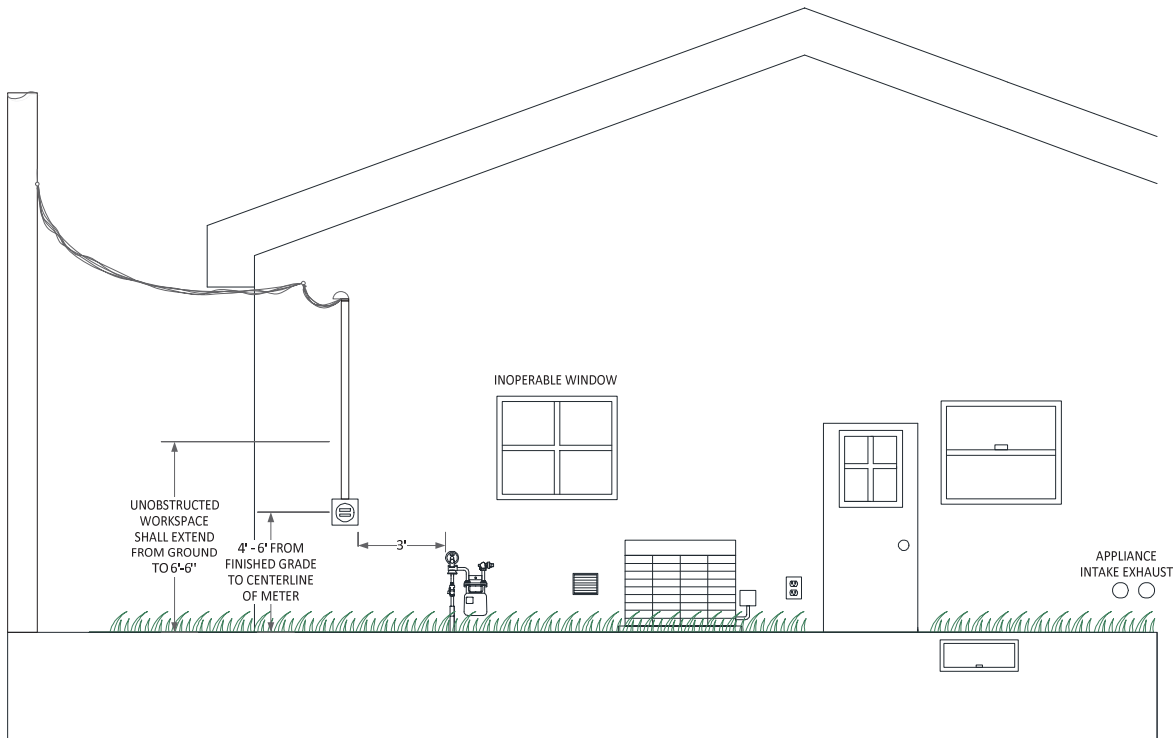 INOPERABLE WINDOW
UNOBSTRUCTED
WORKSPACE
SHALL EXTEND
FROM GROUND
TO 6'-6"
4' - 6' FROM
FINISHED GRADE
TO CENTERLINE
OF METER
3'
APPLIANCE
INTAKE EXHAUST